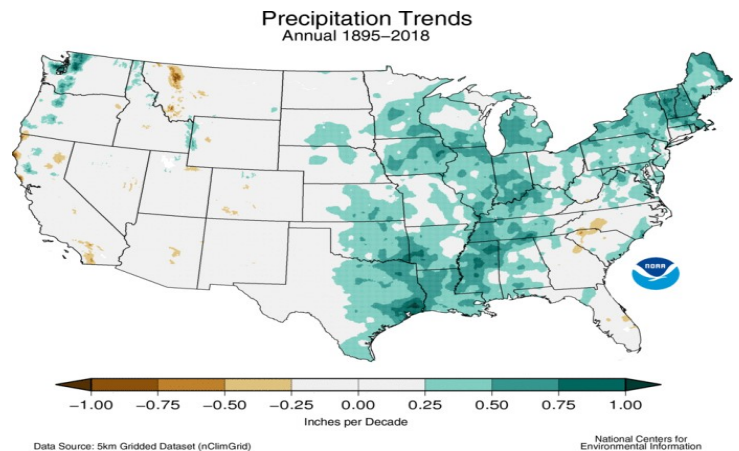 Precipitation Trends
Annual 1895–2018
NOAA
−1.00 −0.75 −0.50 −0.25 0.00 0.25 0.50 0.75 1.00
Inches per Decade
Data Source: 5km Gridded Dataset (nClimGrid)
National Centers for
Environmental Information